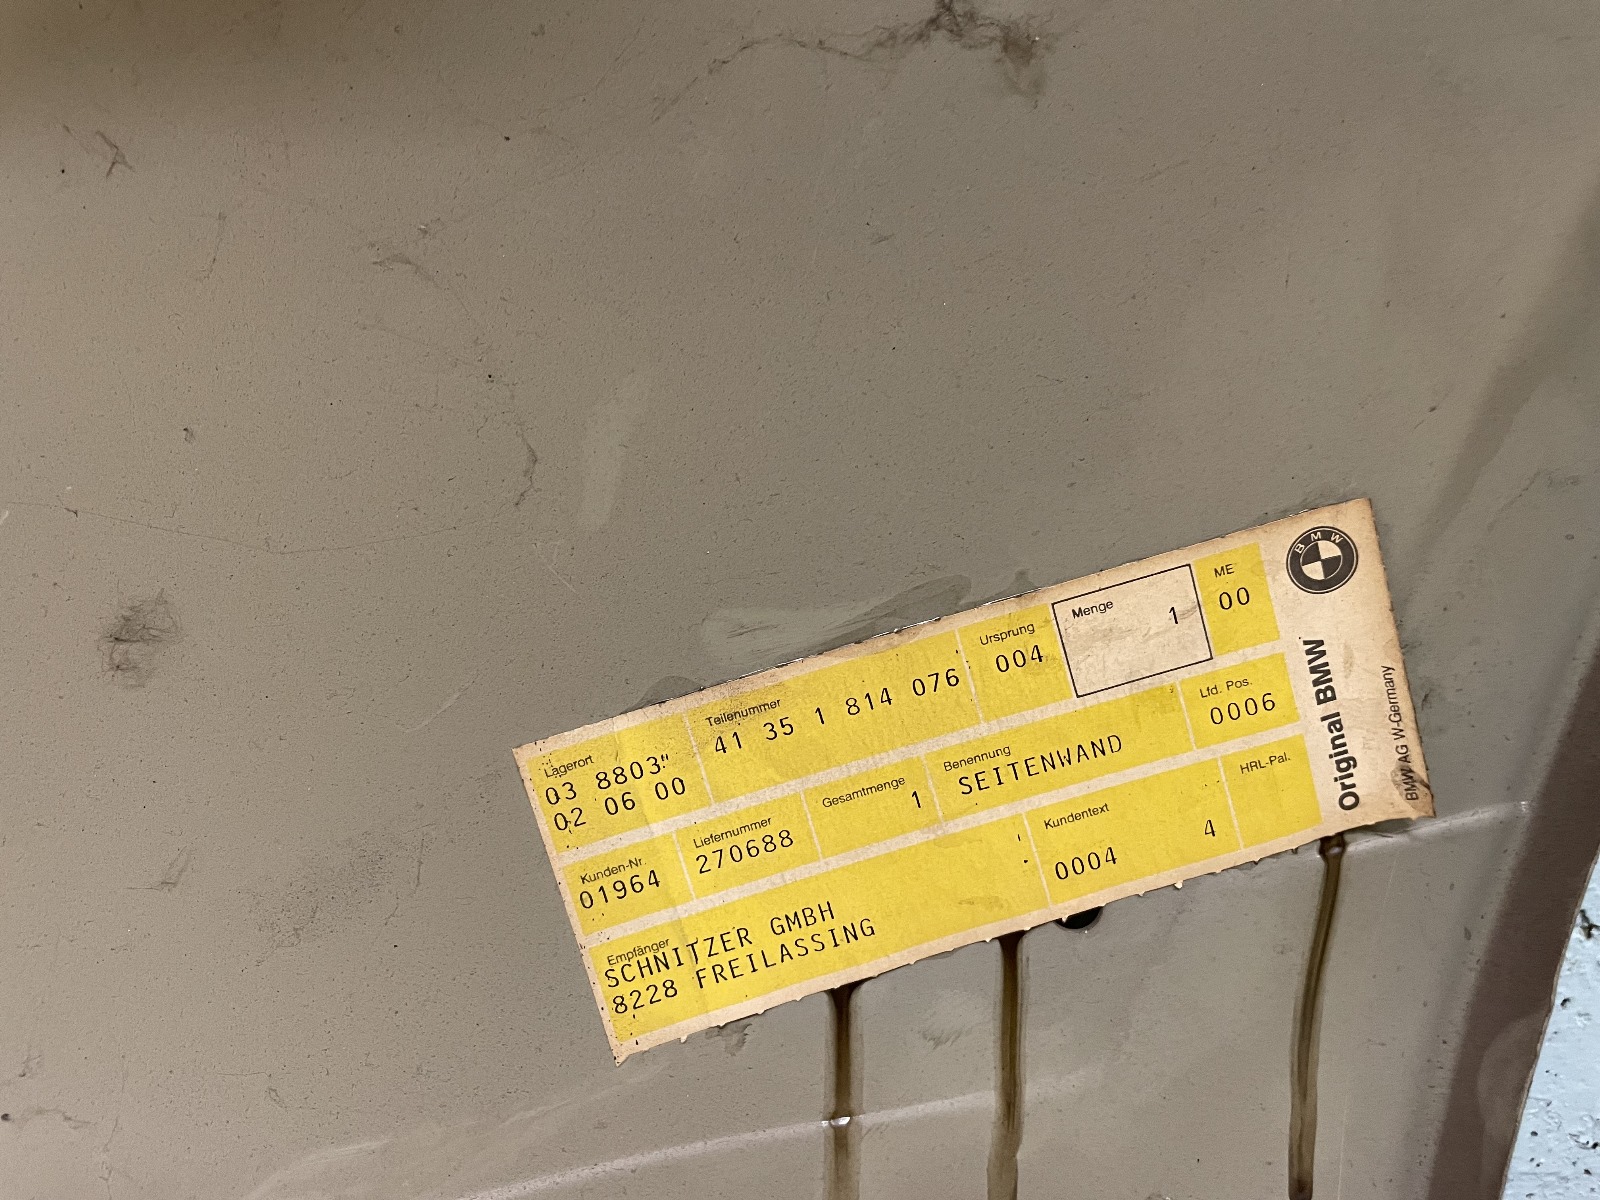 Lagerort
03 8803"
02 06 00
Teilenummer
41 35 1 814 076
Ursprung
004
Menge
1
ME
00
Kunden-Nr.
01964
Liefernummer
270688
Gesamtmenge
1
Benennung
SEITENWAND
Lfd. Pos.
0006
Empfänger
SCHNITZER GMBH
8228 FREILASSING
Kundentext
4
0004
HRL-Pal.
BMW
Original BMW
BMW AG W-Germany